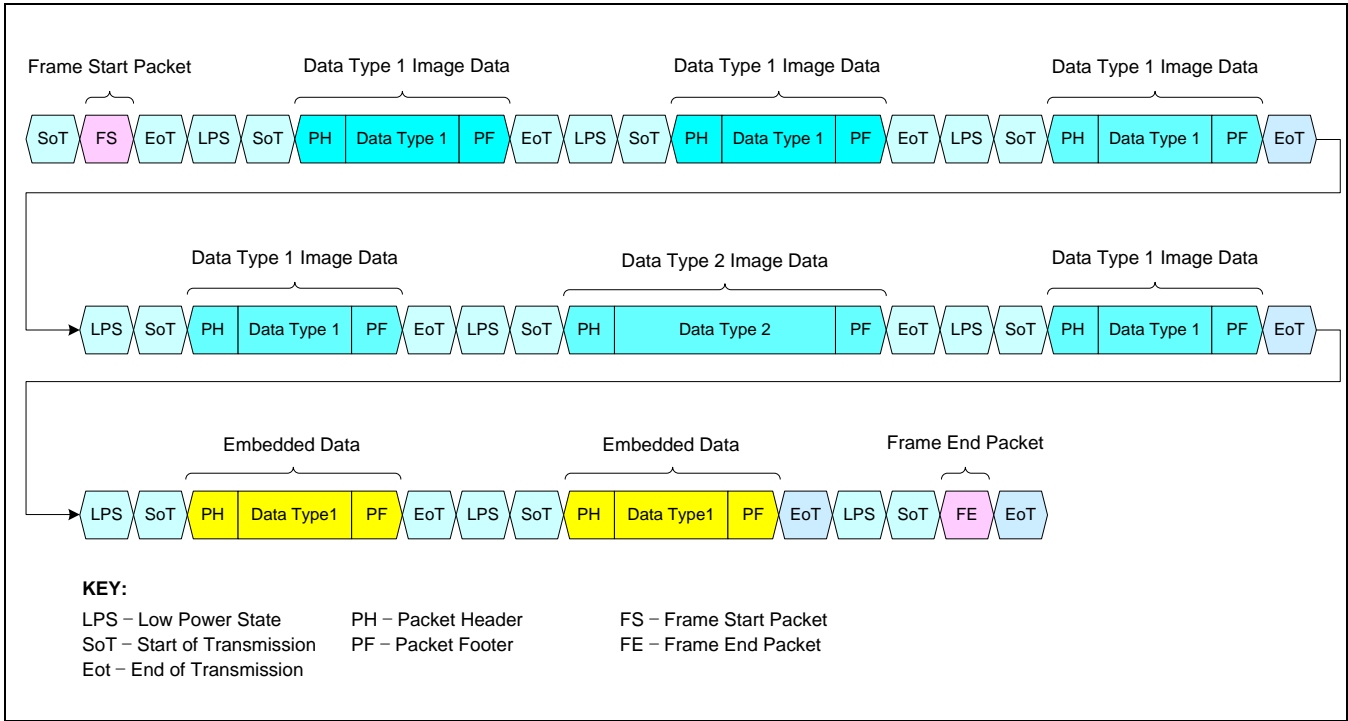 Frame Start Packet Data Type 1 Image Data Data Type 1 Image Data Data Type 1 Image Data
SoT FS EoT LPS SoT PH Data Type 1 PF EoT LPS SoT PH Data Type 1 PF EoT LPS SoT PH Data Type 1 PF EoT
Data Type 1 Image Data Data Type 2 Image Data Data Type 1 Image Data
LPS SoT PH Data Type 1 PF EoT LPS SoT PH Data Type 2 PF EoT LPS SoT PH Data Type 1 PF EoT
Embedded Data Embedded Data Frame End Packet
LPS SoT PH Data Type1 PF EoT LPS SoT PH Data Type1 PF EoT LPS SoT FE EoT
KEY:
LPS – Low Power State PH – Packet Header FS – Frame Start Packet
SoT – Start of Transmission PF – Packet Footer FE – Frame End Packet
Eot – End of Transmission